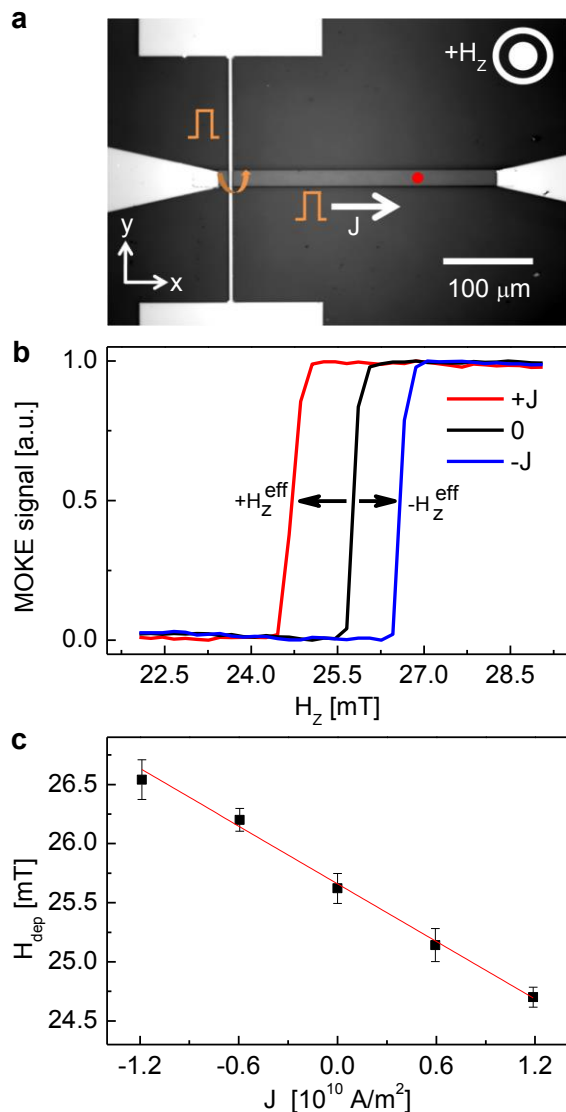 a
+H_z
J
y
x
100 μm
b
MOKE signal [a.u.]
1.0
0.5
0.0
+J
0
-J
+H_z^eff
-H_z^eff
22.5 24.0 25.5 27.0 28.5
H_z [mT]
c
H_dep [mT]
26.5
26.0
25.5
25.0
24.5
-1.2 -0.6 0.0 0.6 1.2
J [10^10 A/m^2]